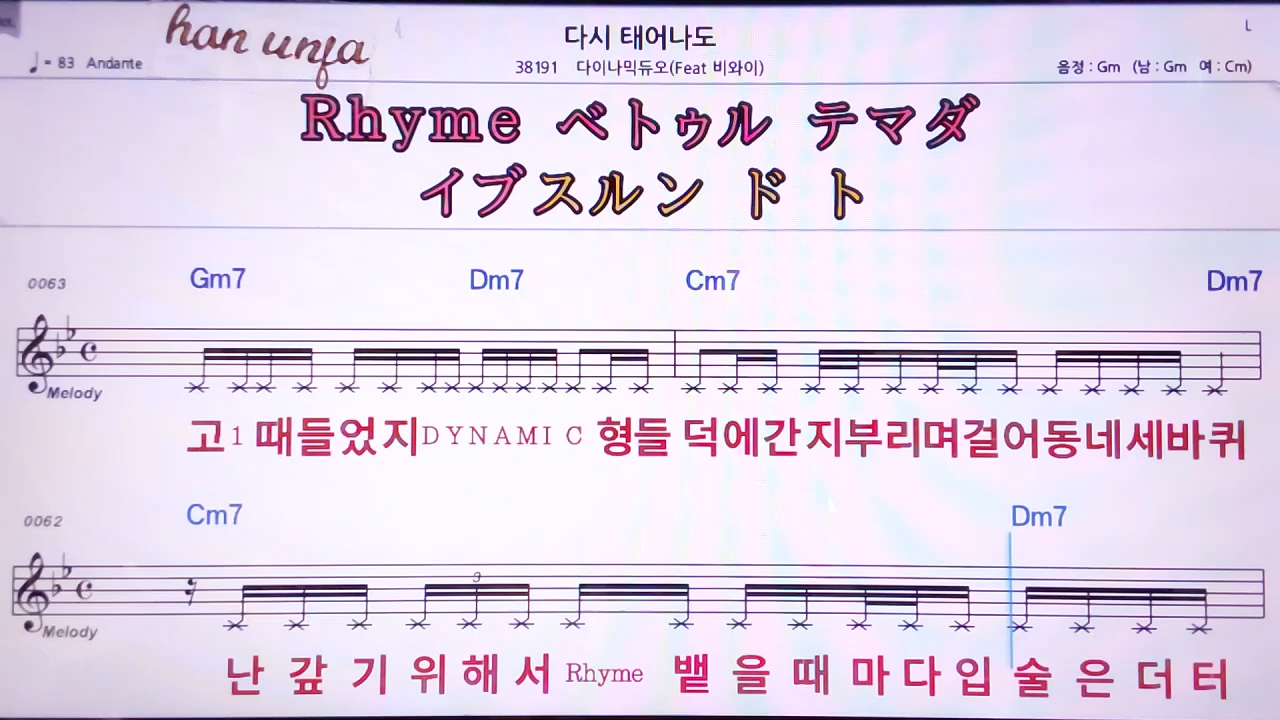 han unfa
다시 태어나도
L
♩= 83 Andante
38191 다이나믹듀오(Feat 비와이)
음정 : Gm (남 : Gm 여 : Cm)
Rhyme ベトゥル テマダ
イブスルン ド ト
0063 Gm7 Dm7 Cm7 Dm7
Melody
고1 때들었지DYNAMIC 형들 덕에간지부리며걸어동네세바퀴
0062 Cm7 Dm7
3
Melody
난 갚 기 위해서 Rhyme 뱉 을 때 마다입 술 은 더 터